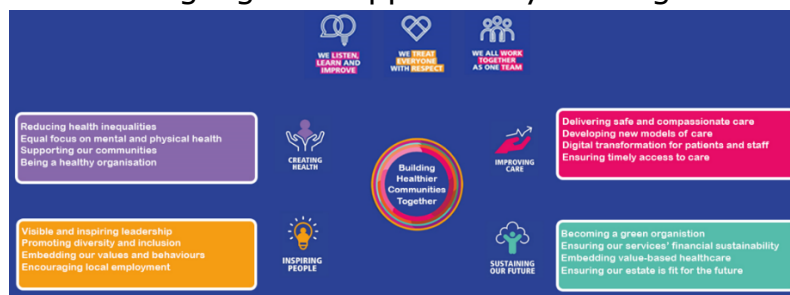 WE LISTEN,
LEARN AND
IMPROVE
WE TREAT
EVERYONE
WITH RESPECT
WE ALL WORK
TOGETHER
AS ONE TEAM
Reducing health inequalities
Equal focus on mental and physical health
Supporting our communities
Being a healthy organisation
CREATING
HEALTH
Building
Healthier
Communities
Together
IMPROVING
CARE
Delivering safe and compassionate care
Developing new models of care
Digital transformation for patients and staff
Ensuring timely access to care
Visible and inspiring leadership
Promoting diversity and inclusion
Embedding our values and behaviours
Encouraging local employment
INSPIRING
PEOPLE
SUSTAINING
OUR FUTURE
Becoming a green organistion
Ensuring our services' financial sustainability
Embedding value-based healthcare
Ensuring our estate is fit for the future